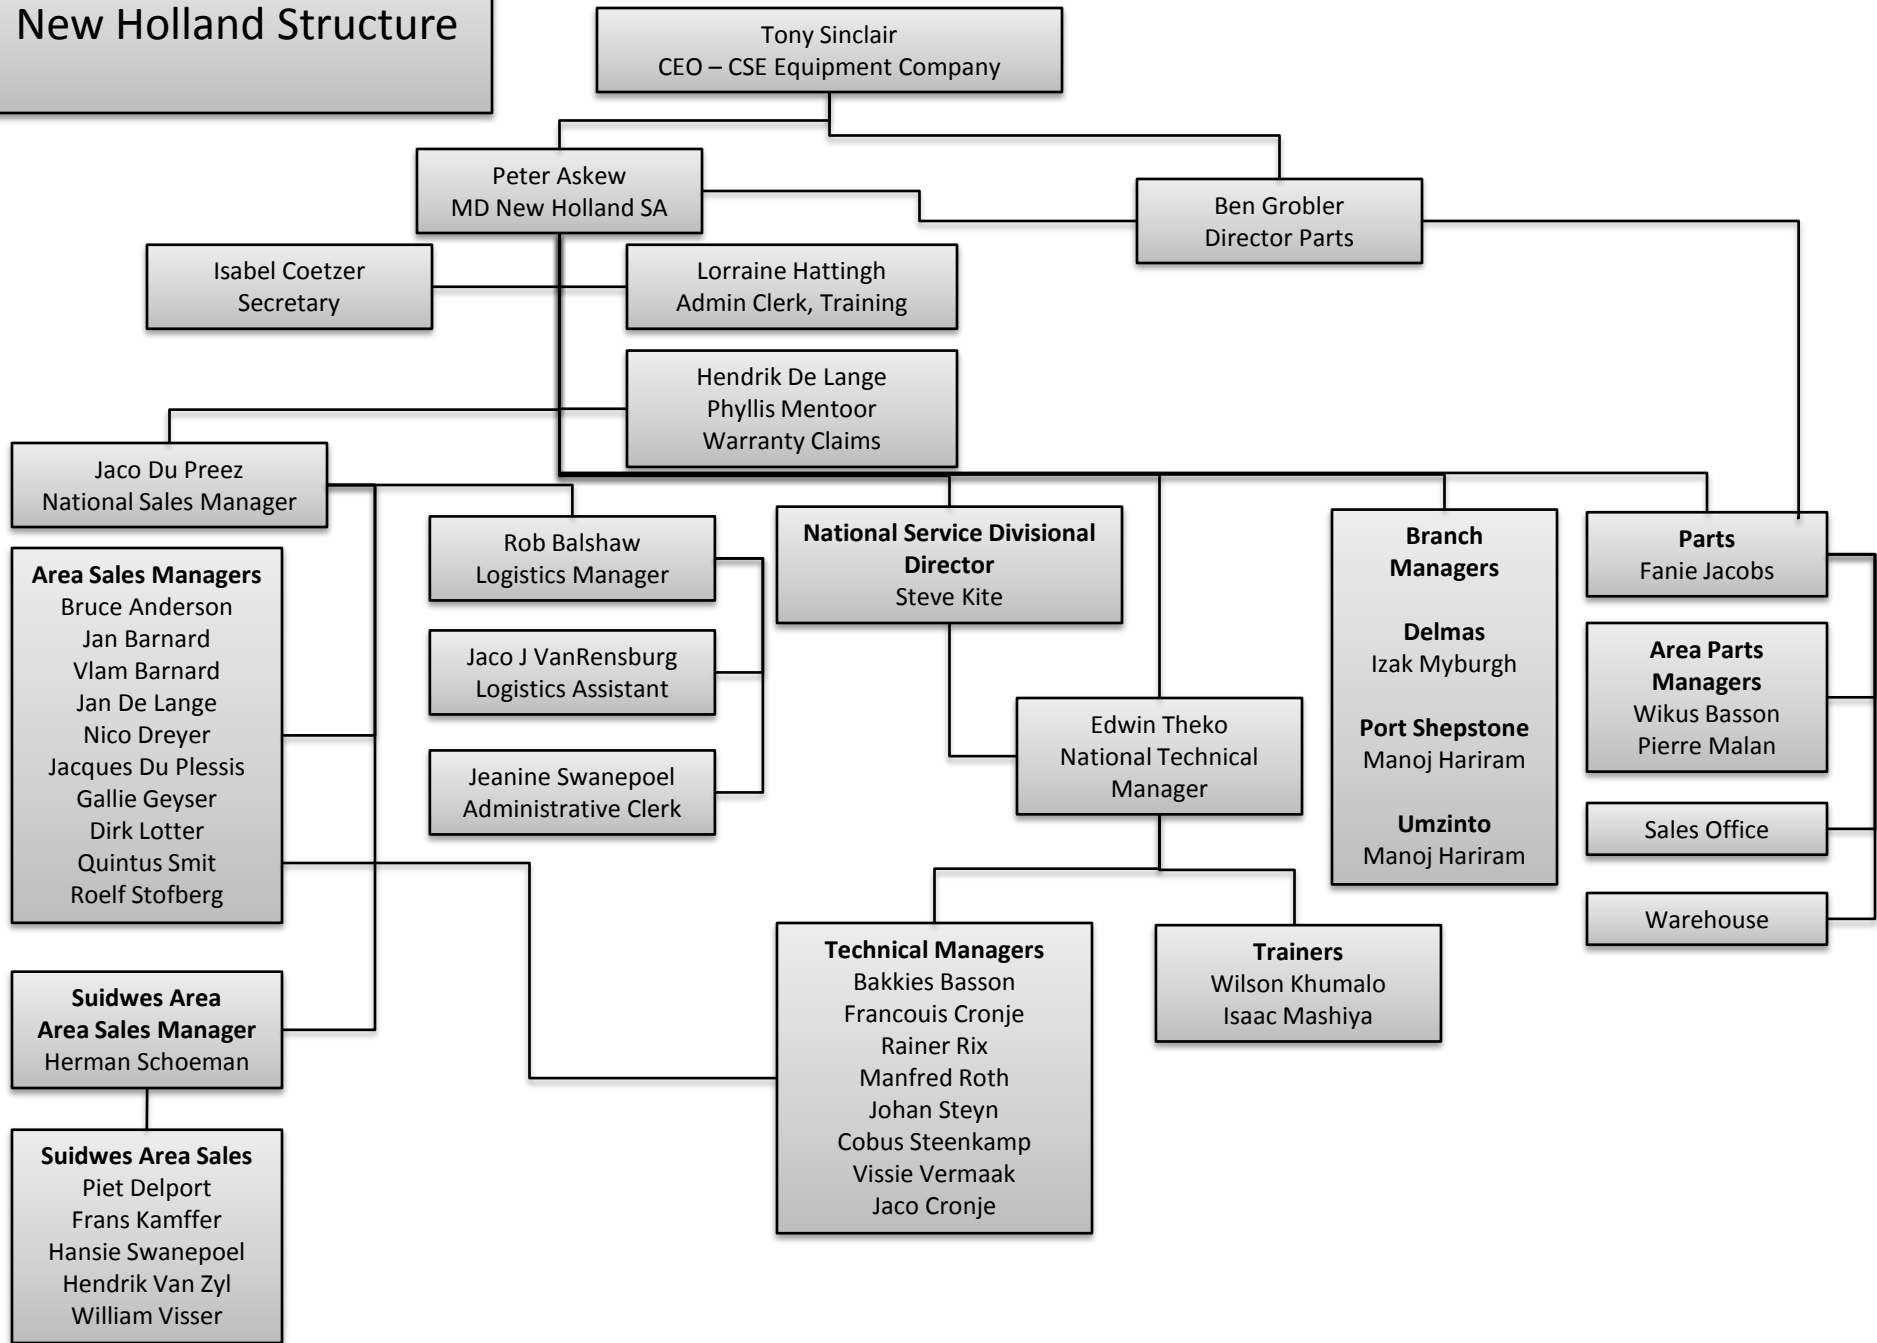 New Holland Structure
Tony Sinclair
CEO – CSE Equipment Company
Peter Askew
MD New Holland SA
Ben Grobler
Director Parts
Isabel Coetzer
Secretary
Lorraine Hattingh
Admin Clerk, Training
Hendrik De Lange
Phyllis Mentoor
Warranty Claims
Jaco Du Preez
National Sales Manager
Area Sales Managers
Bruce Anderson
Jan Barnard
Vlam Barnard
Jan De Lange
Nico Dreyer
Jacques Du Plessis
Gallie Geyser
Dirk Lotter
Quintus Smit
Roelf Stofberg
Suidwes Area
Area Sales Manager
Herman Schoeman
Suidwes Area Sales
Piet Delport
Frans Kamffer
Hansie Swanepoel
Hendrik Van Zyl
William Visser
Rob Balshaw
Logistics Manager
Jaco J VanRensburg
Logistics Assistant
Jeanine Swanepoel
Administrative Clerk
National Service Divisional
Director
Steve Kite
Edwin Theko
National Technical
Manager
Technical Managers
Bakkies Basson
Francouis Cronje
Rainer Rix
Manfred Roth
Johan Steyn
Cobus Steenkamp
Vissie Vermaak
Jaco Cronje
Trainers
Wilson Khumalo
Isaac Mashiya
Branch
Managers
Delmas
Izak Myburgh
Port Shepstone
Manoj Hariram
Umzinto
Manoj Hariram
Parts
Fanie Jacobs
Area Parts
Managers
Wikus Basson
Pierre Malan
Sales Office
Warehouse